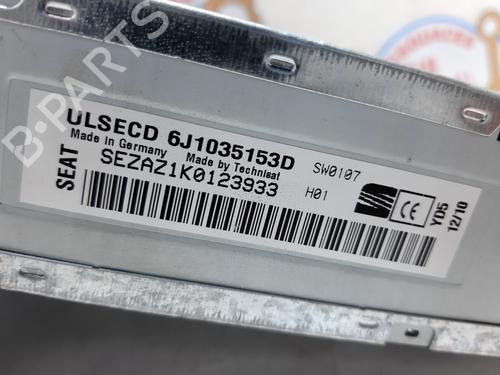 ULSECD 6J1035153D
Made in Germany Made by Technisat
SW0107
SEAT
SEZAZ1K0123933
H01
CE
YD5
12/10
B-PARTS